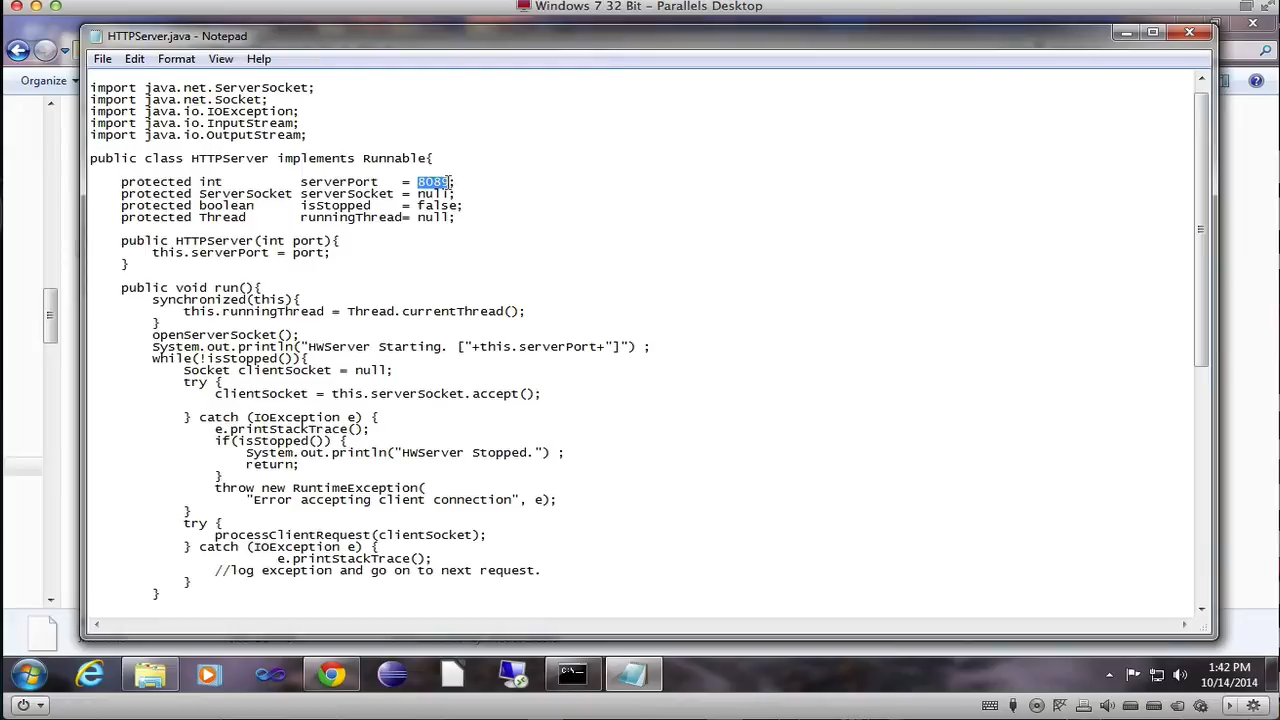 Windows 7 32 Bit - Parallels Desktop
HTTPServer.java - Notepad
File Edit Format View Help
Organize
import java.net.ServerSocket;
import java.net.Socket;
import java.io.IOException;
import java.io.InputStream;
import java.io.OutputStream;
public class HTTPServer implements Runnable{
protected int serverPort = 8089;
protected ServerSocket serverSocket = null;
protected boolean isStopped = false;
protected Thread runningThread= null;
public HTTPServer(int port){
this.serverPort = port;
}
public void run(){
synchronized(this){
this.runningThread = Thread.currentThread();
}
openServerSocket();
System.out.println("HWServer Starting. ["+this.serverPort+"]") ;
while(!isStopped()){
Socket clientSocket = null;
try {
clientSocket = this.serverSocket.accept();
} catch (IOException e) {
e.printStackTrace();
if(isStopped()) {
System.out.println("HWServer Stopped.") ;
return;
}
throw new RuntimeException(
"Error accepting client connection", e);
}
try {
processClientRequest(clientSocket);
} catch (IOException e) {
e.printStackTrace();
//log exception and go on to next request.
}
}
1:42 PM
10/14/2014